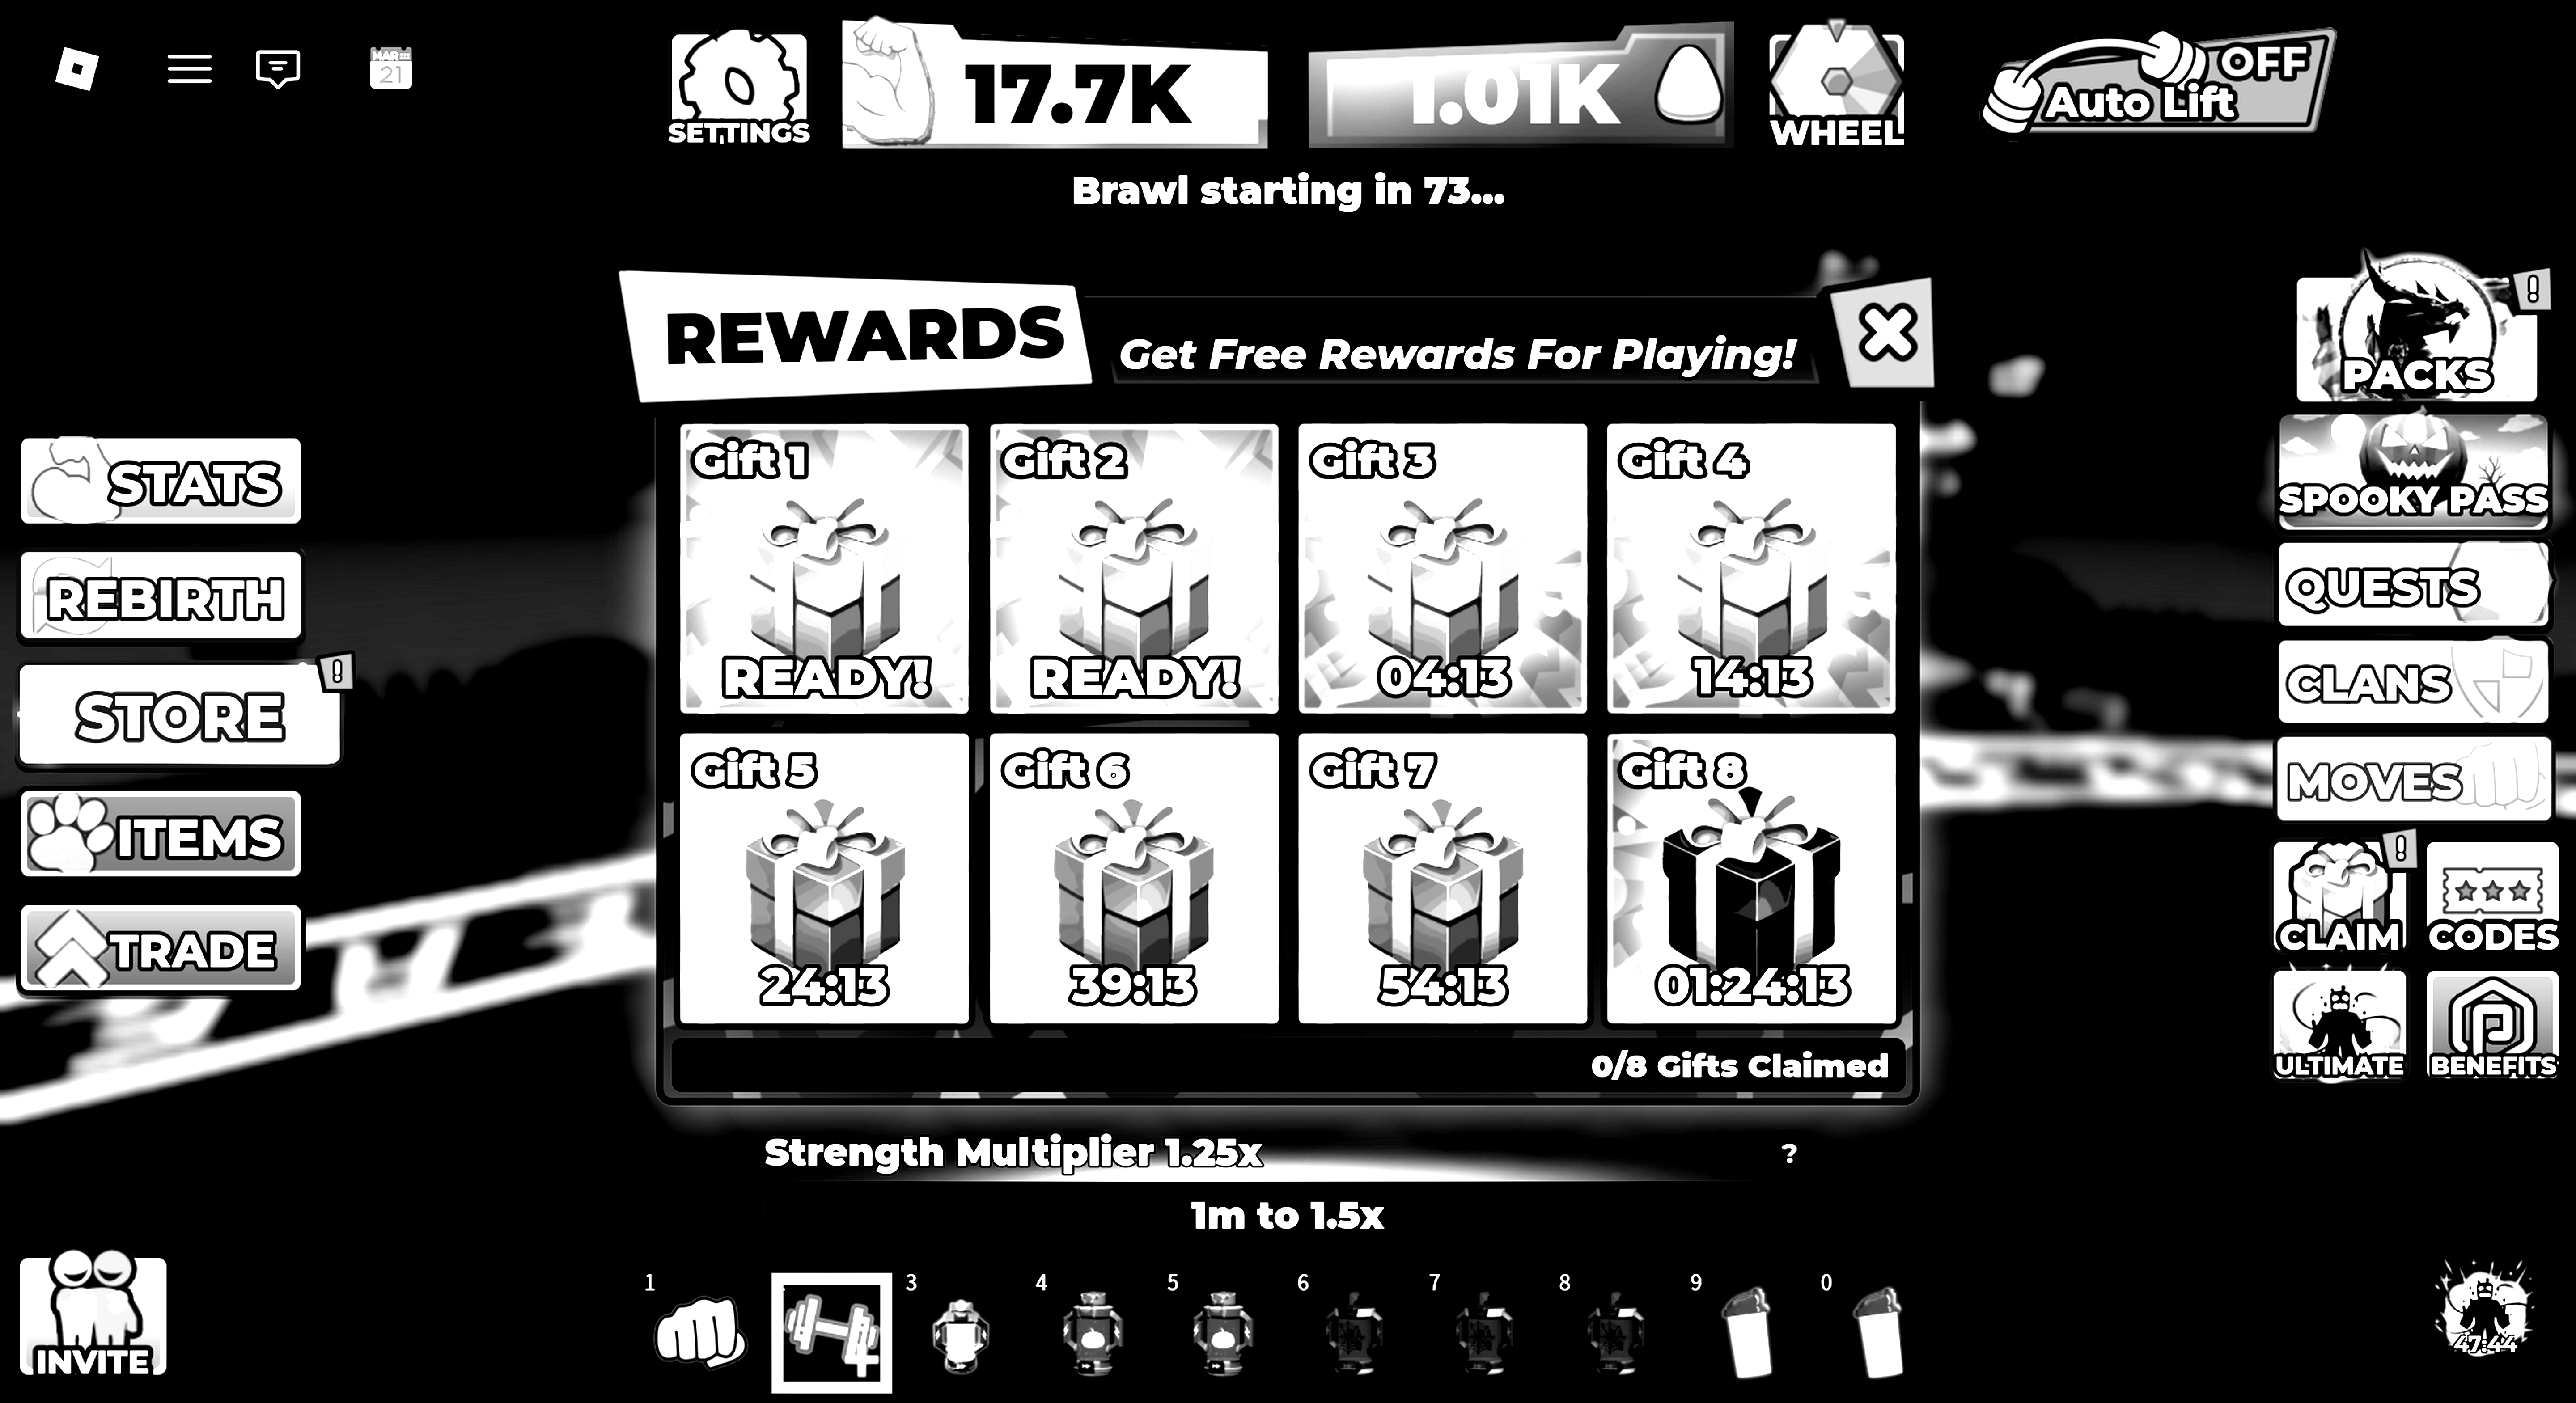 MAR
21
SETTINGS
17.7K
1.01K
WHEEL
OFF
Auto Lift
Brawl starting in 73...
REWARDS
Get Free Rewards For Playing!
!
PACKS
Gift 1
READY!
Gift 2
READY!
Gift 3
04:13
Gift 4
14:13
Gift 5
24:13
Gift 6
39:13
Gift 7
54:13
Gift 8
01:24:13
0/8 Gifts Claimed
STATS
REBIRTH
!
STORE
ITEMS
TRADE
SPOOKY PASS
QUESTS
CLANS
MOVES
!
CLAIM
CODES
ULTIMATE
BENEFITS
Strength Multiplier 1.25x
?
1m to 1.5x
INVITE
1
3
4
5
6
7
8
9
0
47:44